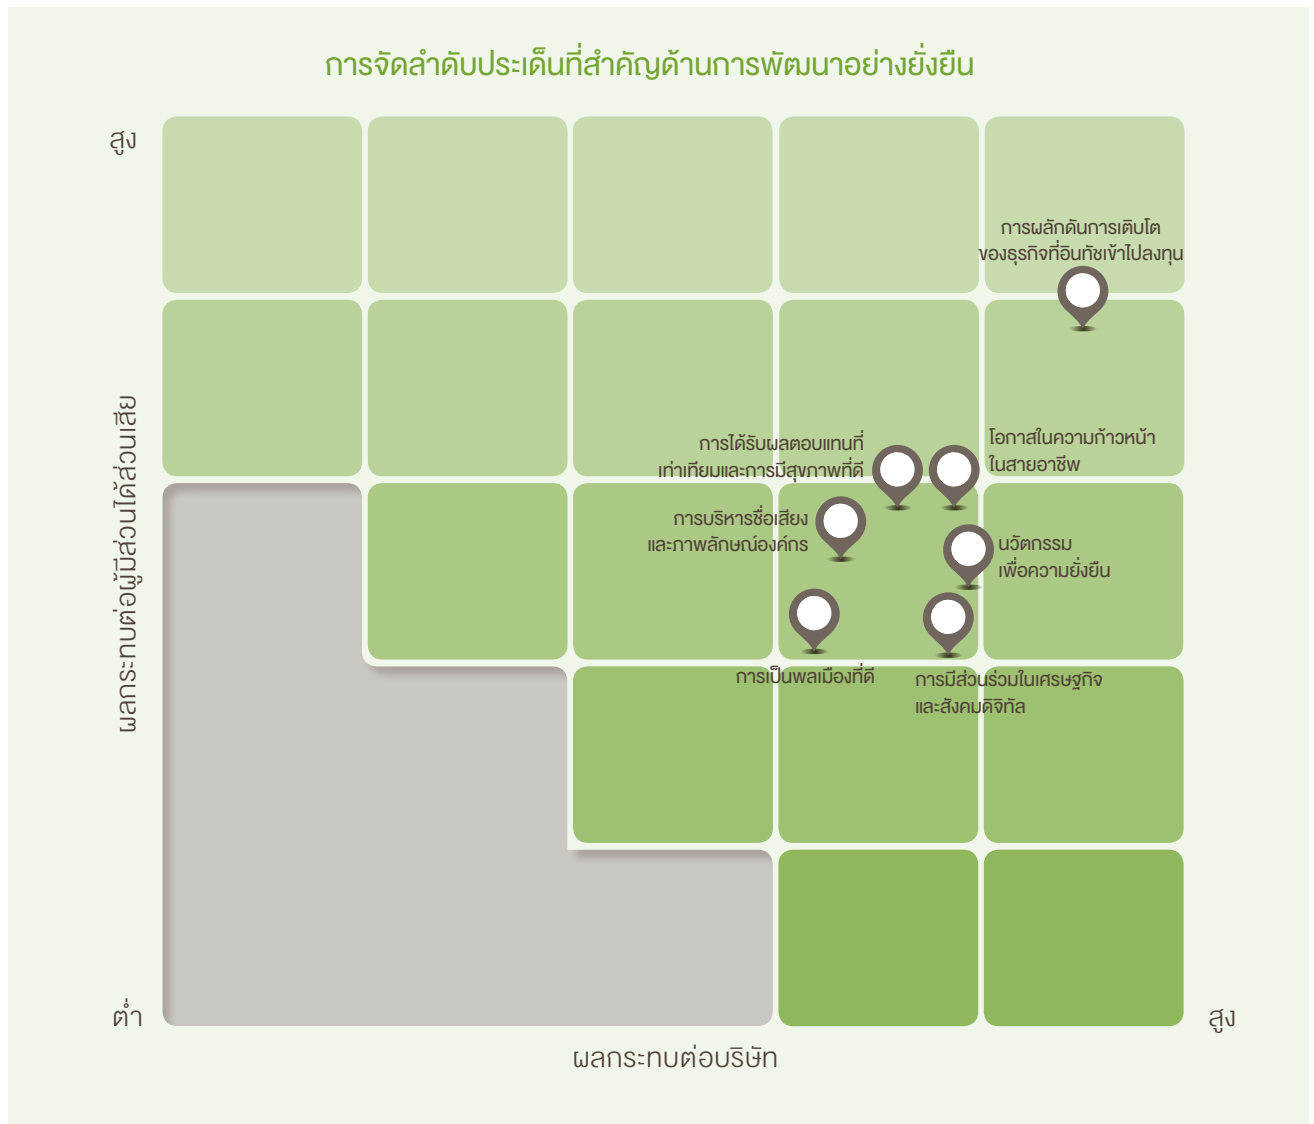 การจัดลำดับประเด็นที่สำคัญด้านการพัฒนาอย่างยั่งยืน
สูง
การผลักดันการเติบโต
ของธุรกิจที่อินทัชเข้าไปลงทุน
ผลกระทบต่อผู้มีส่วนได้ส่วนเสีย
การได้รับผลตอบแทนที่
เท่าเทียมและการมีสุขภาพที่ดี
โอกาสในความก้าวหน้า
ในสายอาชีพ
การบริหารชื่อเสียง
และภาพลักษณ์องค์กร
นวัตกรรม
เพื่อความยั่งยืน
การเป็นพลเมืองที่ดี
การมีส่วนร่วมในเศรษฐกิจ
และสังคมดิจิทัล
ต่ำ
สูง
ผลกระทบต่อบริษัท